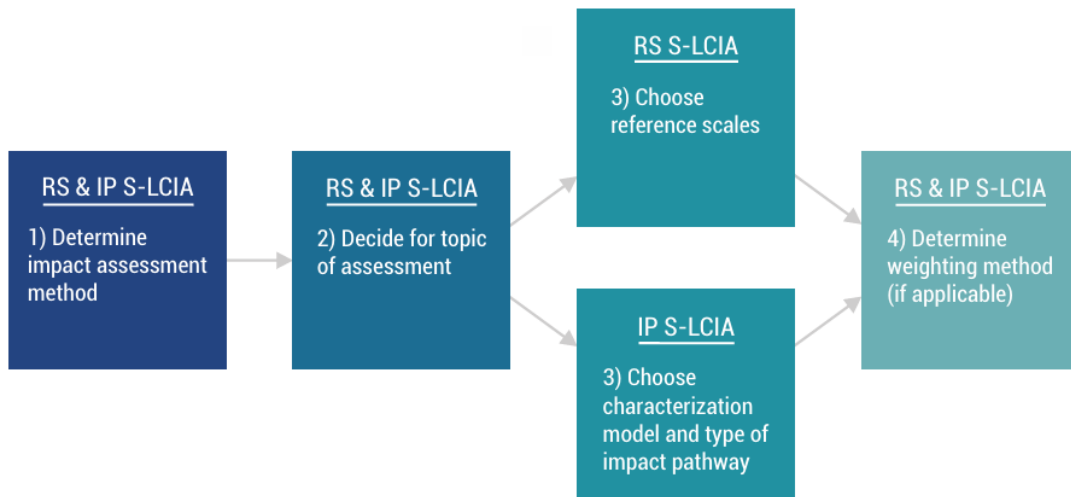 RS & IP S-LCIA
1) Determine
impact assessment
method
RS & IP S-LCIA
2) Decide for topic
of assessment
RS S-LCIA
3) Choose
reference scales
IP S-LCIA
3) Choose
characterization
model and type of
impact pathway
RS & IP S-LCIA
4) Determine
weighting method
(if applicable)